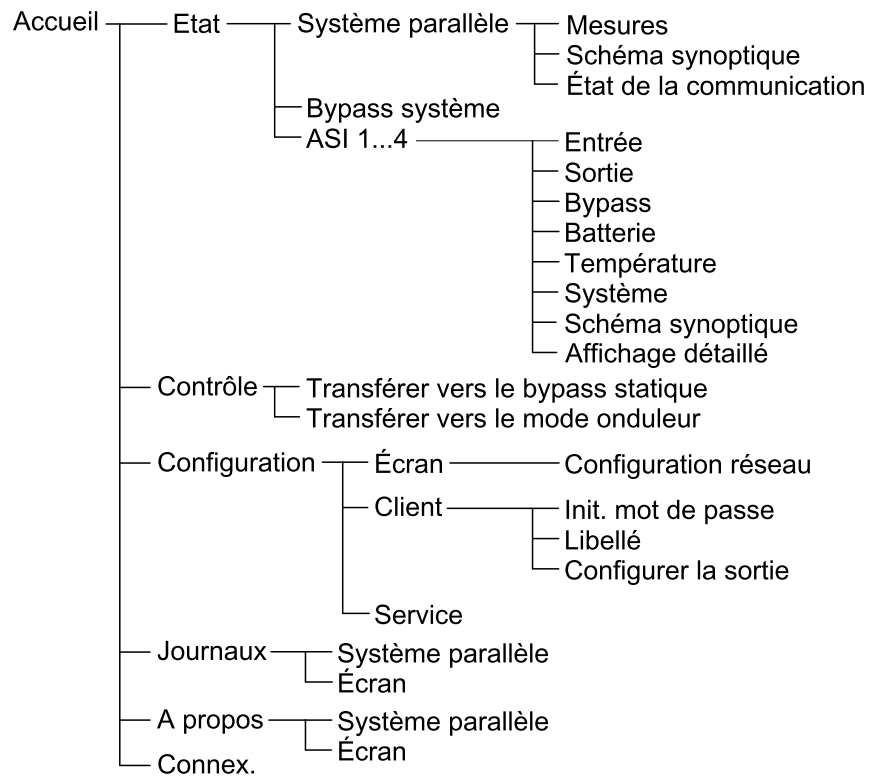 Accueil
Etat
Système parallèle
Mesures
Schéma synoptique
État de la communication
Bypass système
ASI 1...4
Entrée
Sortie
Bypass
Batterie
Température
Système
Schéma synoptique
Affichage détaillé
Contrôle
Transférer vers le bypass statique
Transférer vers le mode onduleur
Configuration
Écran
Configuration réseau
Client
Init. mot de passe
Libellé
Configurer la sortie
Service
Journaux
Système parallèle
Écran
A propos
Système parallèle
Écran
Connex.